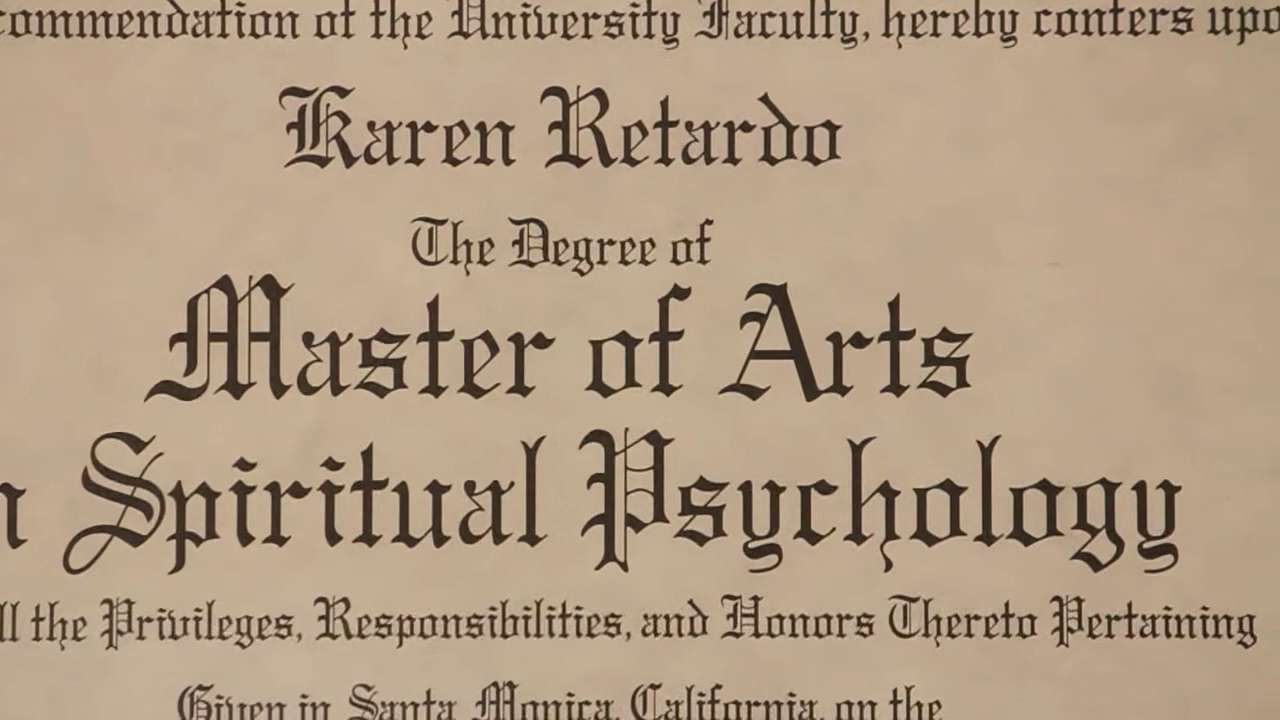 commendation of the University Faculty, hereby confers upo
Karen Retardo
The Degree of
Master of Arts
n Spiritual Psychology
ll the Privileges, Responsibilities, and Honors Thereto Pertaining
Given in Santa Monica, California, on the